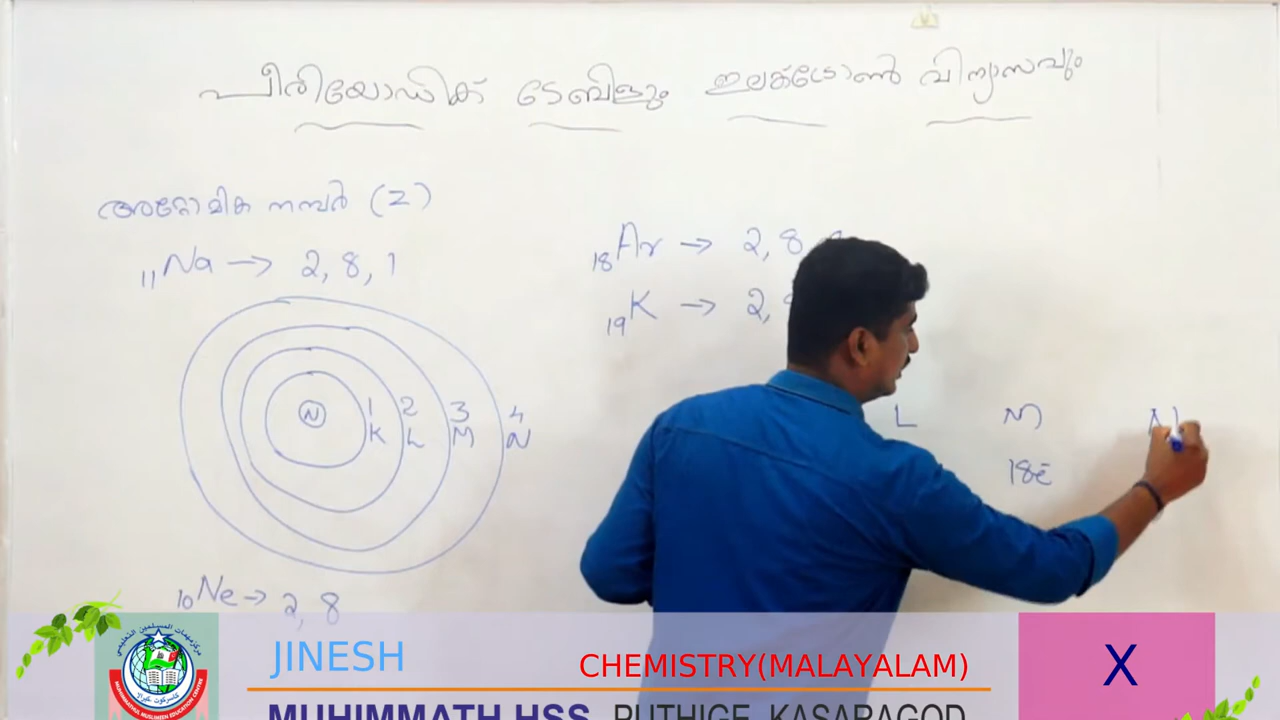 പീരിയോഡിക് ടേബിളും ഇലക്ട്രോൺ വിന്യാസവും
അറ്റോമിക നമ്പർ (Z)
₁₁Na → 2, 8, 1
₁₈Ar → 2, 8,
₁₉K → 2,
N
1 2 3 4
K L M N
L M N
18e⁻
₁₀Ne → 2, 8
JINESH
CHEMISTRY(MALAYALAM)
X
MUHIMMATH HSS PUTHIGE, KASARAGOD